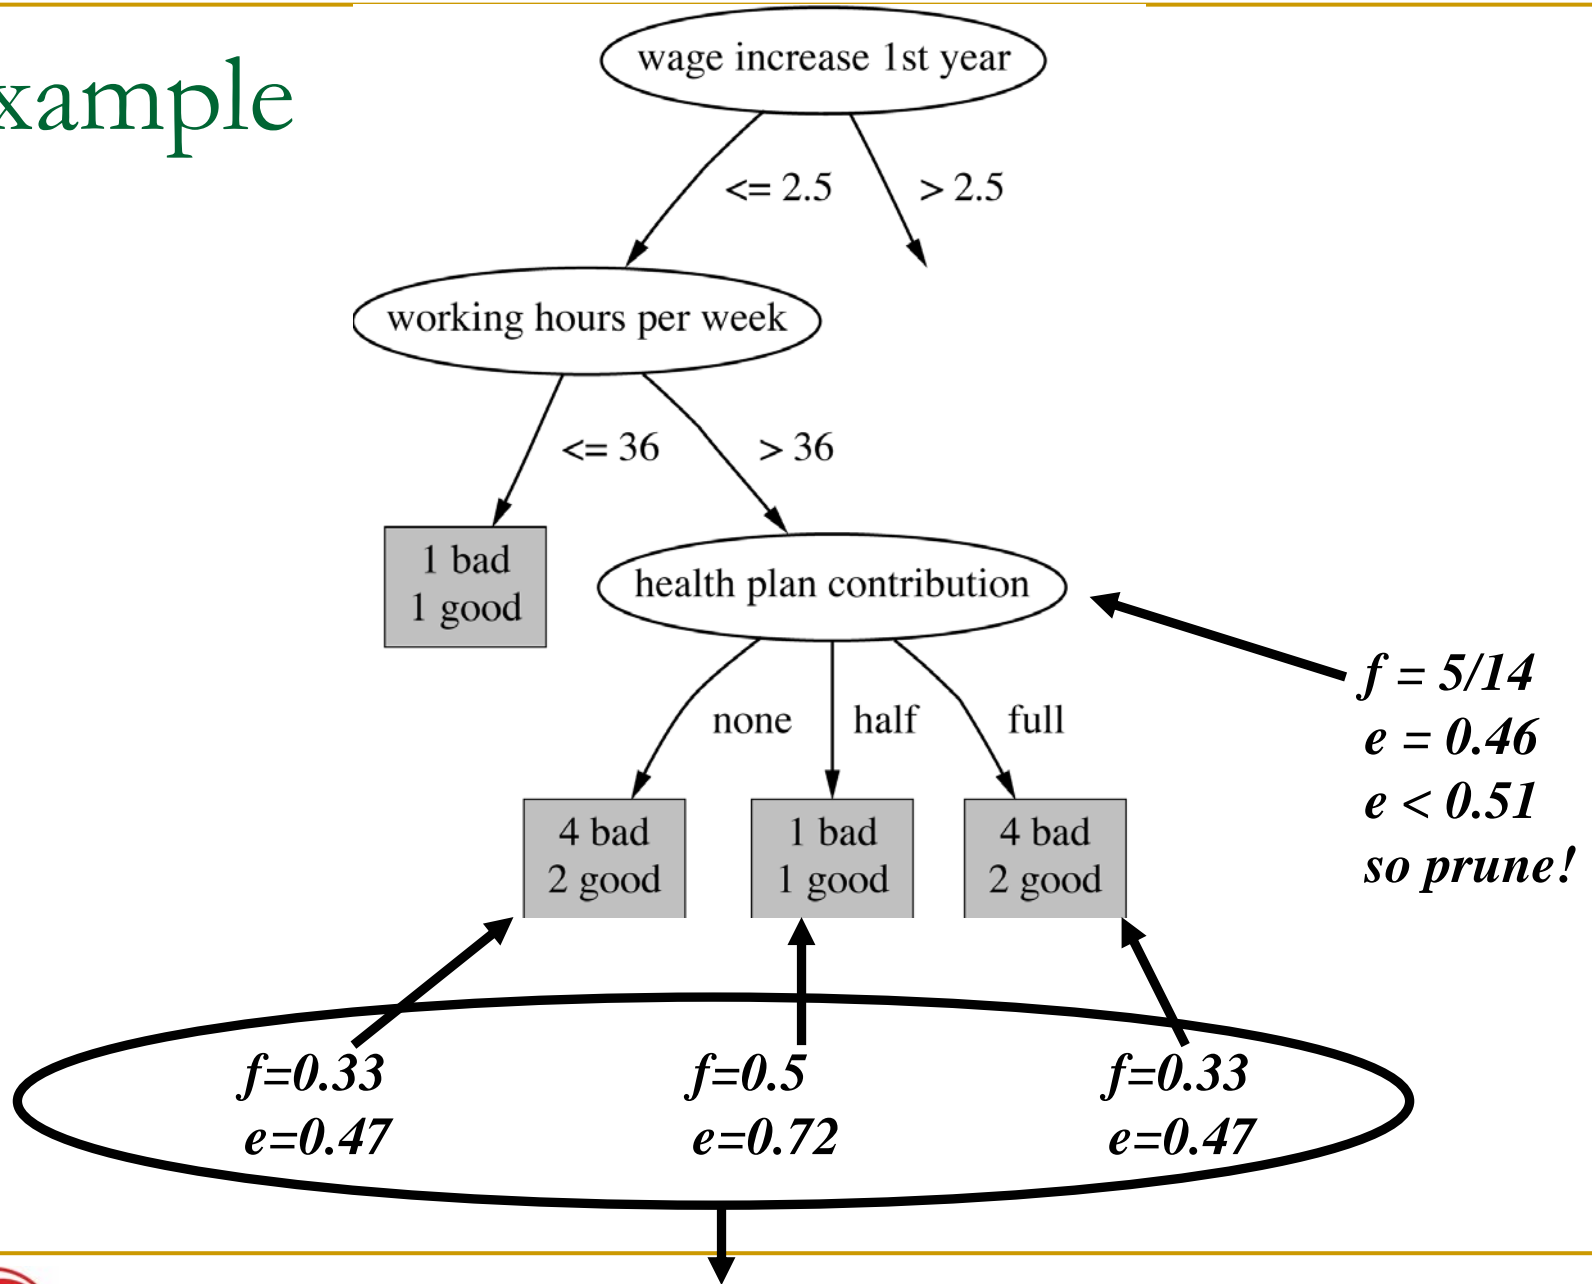 xample
wage increase 1st year
<= 2.5
> 2.5
working hours per week
<= 36
> 36
1 bad
1 good
health plan contribution
none
half
full
4 bad
2 good
1 bad
1 good
4 bad
2 good
f = 5/14
e = 0.46
e < 0.51
so prune!
f=0.33
e=0.47
f=0.5
e=0.72
f=0.33
e=0.47